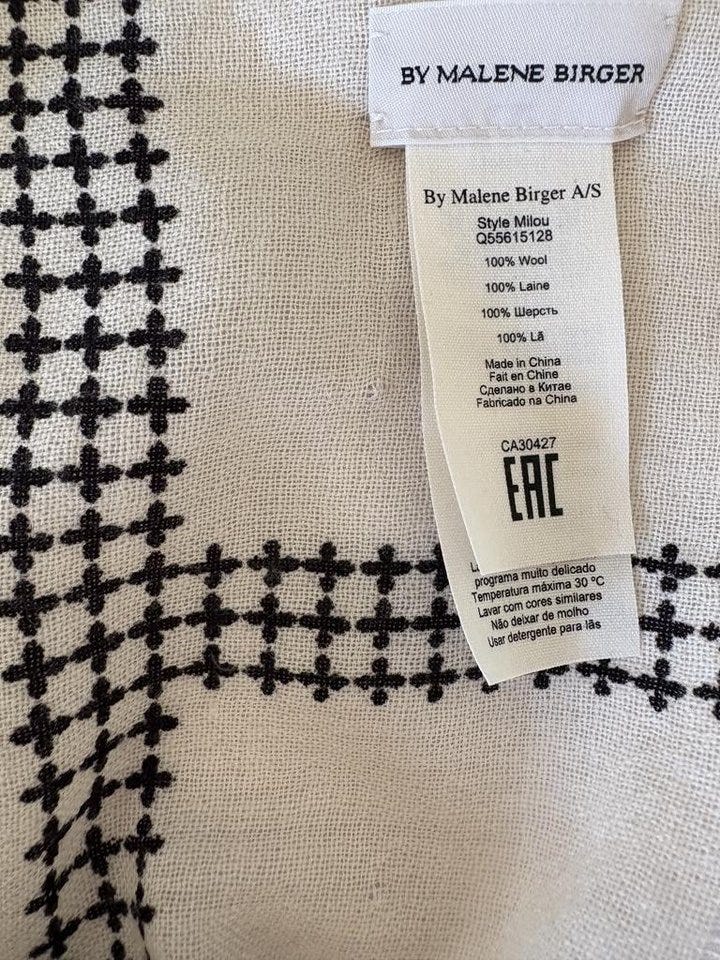 BY MALENE BIRGER
By Malene Birger A/S
Style Milou
Q55615128
100% Wool
100% Laine
100% Шерсть
100% Lã
Made in China
Fait en Chine
Сделано в Китае
Fabricado na China
CA30427
EAC
programa muito delicado
Temperatura máxima 30 ºC
Lavar com cores similares
Não deixar de molho
Usar detergente para lãs